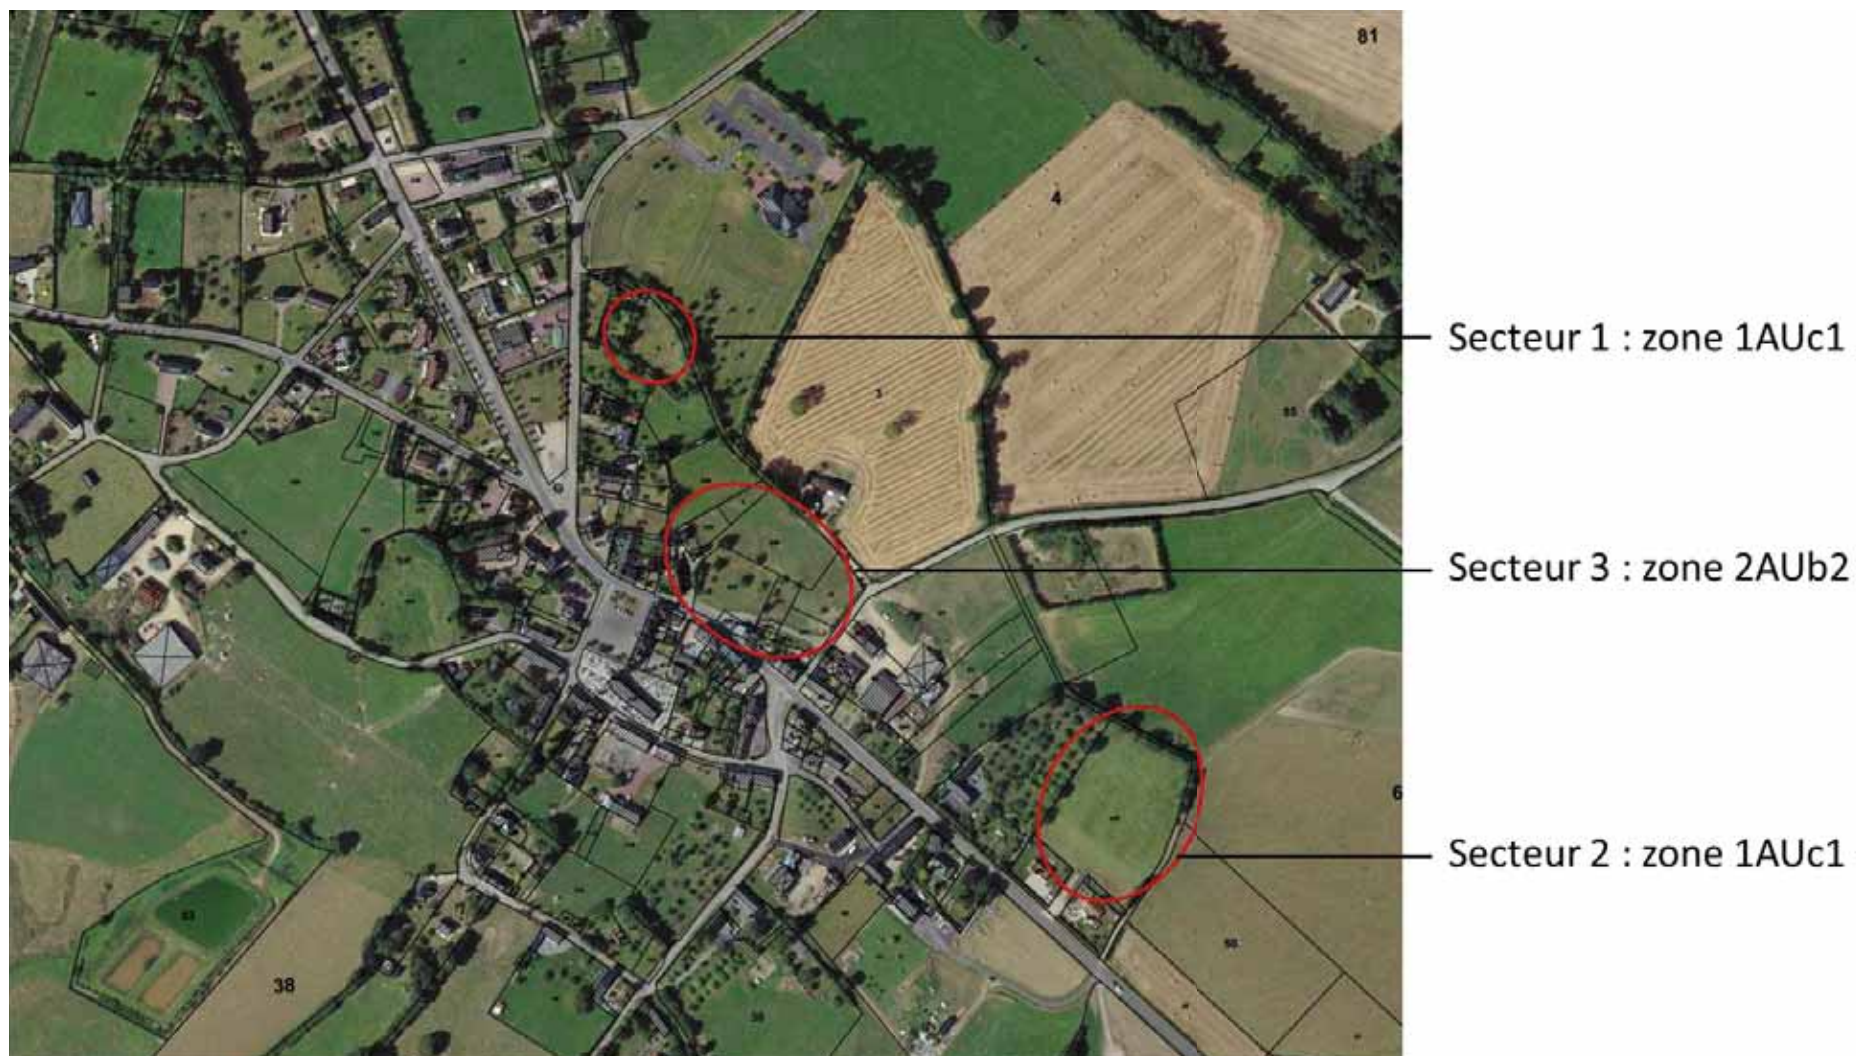 81
4
Secteur 1 : zone 1AUc1
3
Secteur 3 : zone 2AUb2
6
Secteur 2 : zone 1AUc1
38